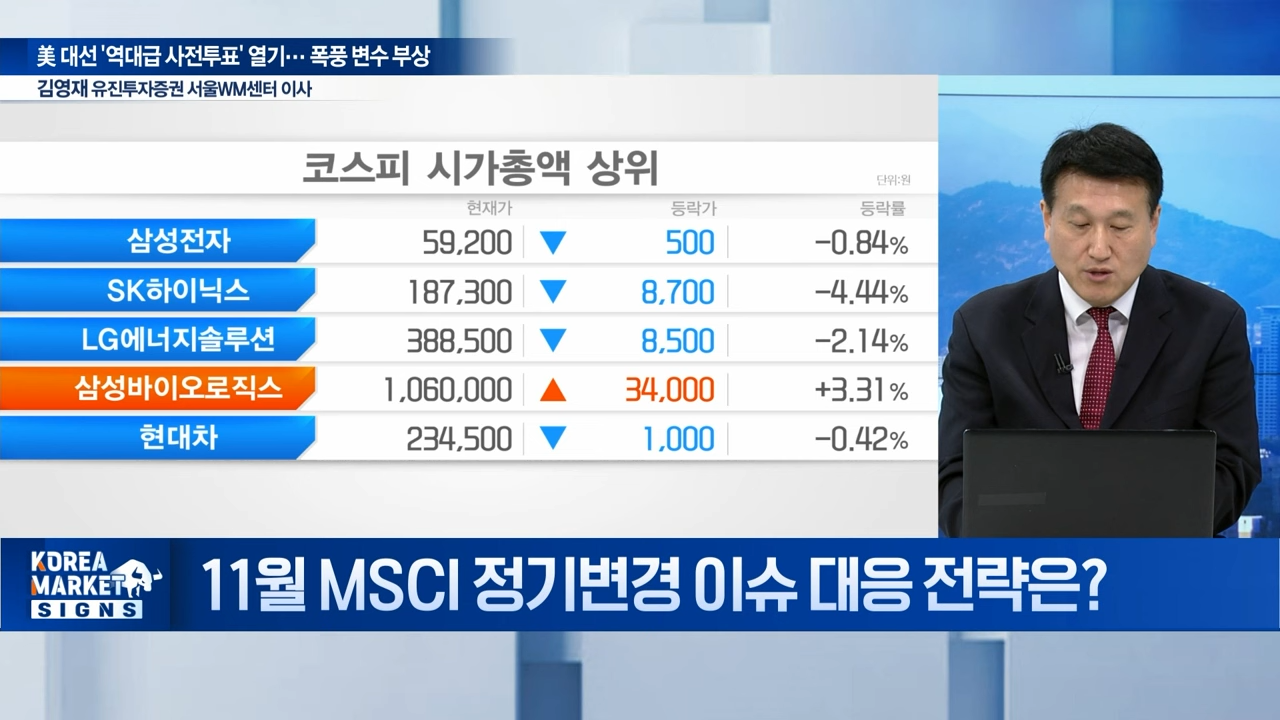 美 대선 '역대급 사전투표' 열기… 폭풍 변수 부상
김영재 유진투자증권 서울WM센터 이사
코스피 시가총액 상위
단위:원
현재가 등락가 등락률
삼성전자 59,200 ▼ 500 -0.84%
SK하이닉스 187,300 ▼ 8,700 -4.44%
LG에너지솔루션 388,500 ▼ 8,500 -2.14%
삼성바이오로직스 1,060,000 ▲ 34,000 +3.31%
현대차 234,500 ▼ 1,000 -0.42%
KOREA
MARKET
SIGNS
11월 MSCI 정기변경 이슈 대응 전략은?